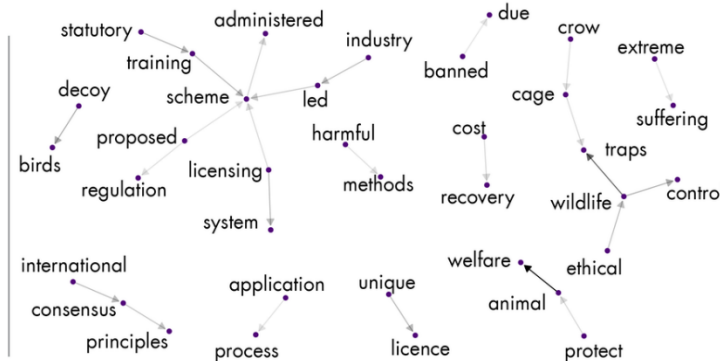 administered
due
statutory
crow
industry
extreme
training
banned
decoy
scheme
led
cage
suffering
proposed
harmful
cost
birds
traps
licensing
regulation
methods
recovery
contro
wildlife
system
international
welfare
ethical
application
unique
consensus
animal
principles
process
licence
protect